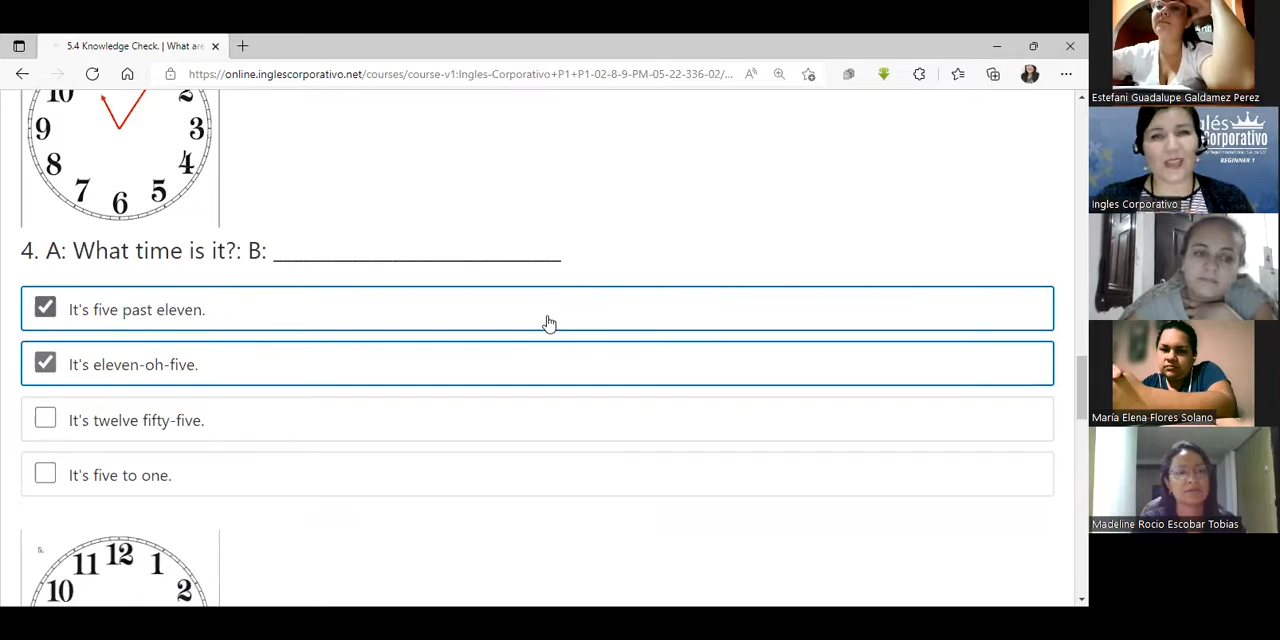 5.4 Knowledge Check. | What are
https://online.inglescorporativo.net/courses/course-v1:Ingles-Corporativo+P1+P1-02-8-9-PM-05-22-336-02/...
10
2
9
3
8
4
7
5
6
4. A: What time is it?: B: ____________________________
It's five past eleven.
It's eleven-oh-five.
It's twelve fifty-five.
It's five to one.
5.
11 12 1
10
2
Estefani Guadalupe Galdamez Perez
glés
Corporativo
BEGINNER 1
Ingles Corporativo
María Elena Flores Solano
Madeline Rocio Escobar Tobias